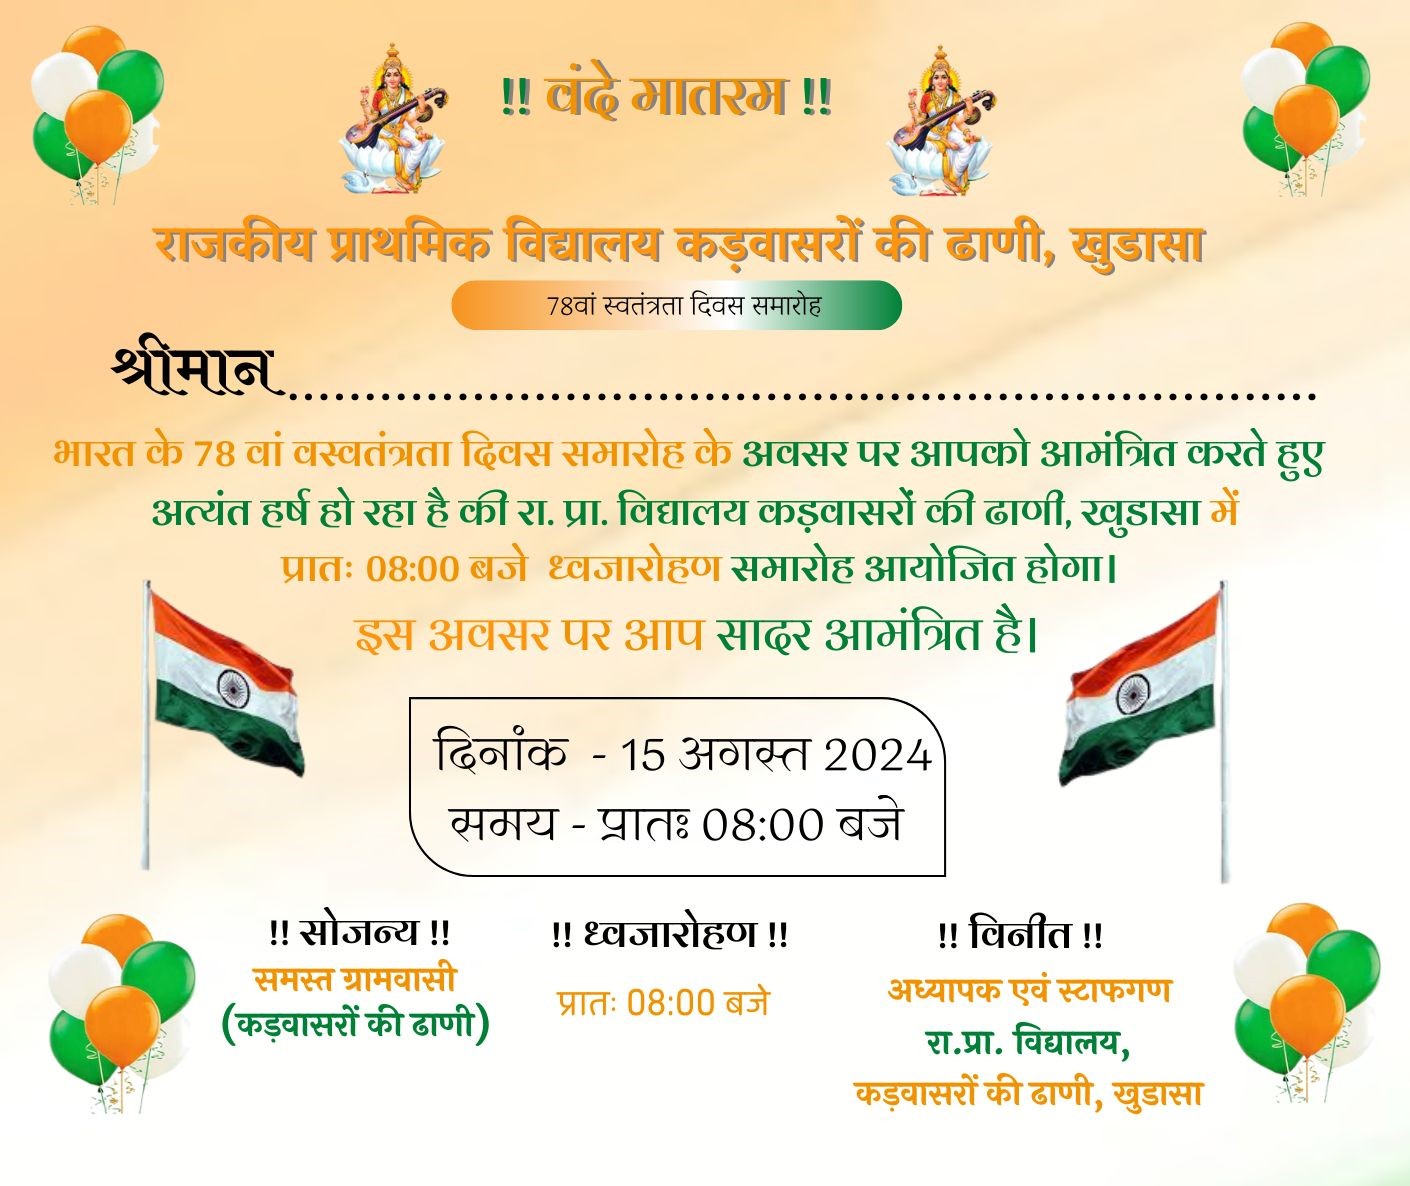 !! वंदे मातरम !!
राजकीय प्राथमिक विद्यालय कड़वासरों की ढाणी, खुडासा
78वां स्वतंत्रता दिवस समारोह
श्रीमान.....................................................................
भारत के 78 वां वस्वतंत्रता दिवस समारोह के अवसर पर आपको आमंत्रित करते हुए
अत्यंत हर्ष हो रहा है की रा. प्रा. विद्यालय कड़वासरों की ढाणी, खुडासा में
प्रातः 08:00 बजे ध्वजारोहण समारोह आयोजित होगा।
इस अवसर पर आप सादर आमंत्रित है।
दिनांक - 15 अगस्त 2024
समय - प्रातः 08:00 बजे
!! सोजन्य !!
समस्त ग्रामवासी
(कड़वासरों की ढाणी)
!! ध्वजारोहण !!
प्रातः 08:00 बजे
!! विनीत !!
अध्यापक एवं स्टाफगण
रा.प्रा. विद्यालय,
कड़वासरों की ढाणी, खुडासा